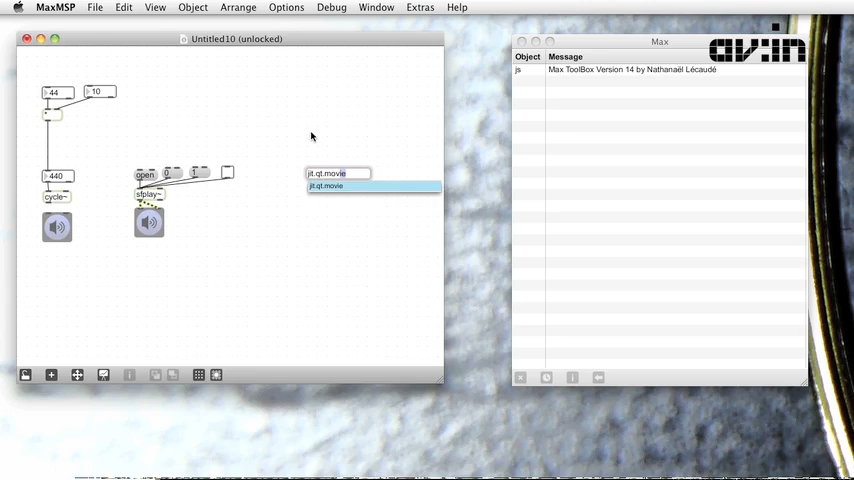 MaxMSP File Edit View Object Arrange Options Debug Window Extras Help
Untitled10 (unlocked)
Max
av:in
Object Message
js Max ToolBox Version 14 by Nathanaël Lécaudé
44
10
*
440
cycle~
open
0
1
sfplay~
jit.qt.movie
jit.qt.movie